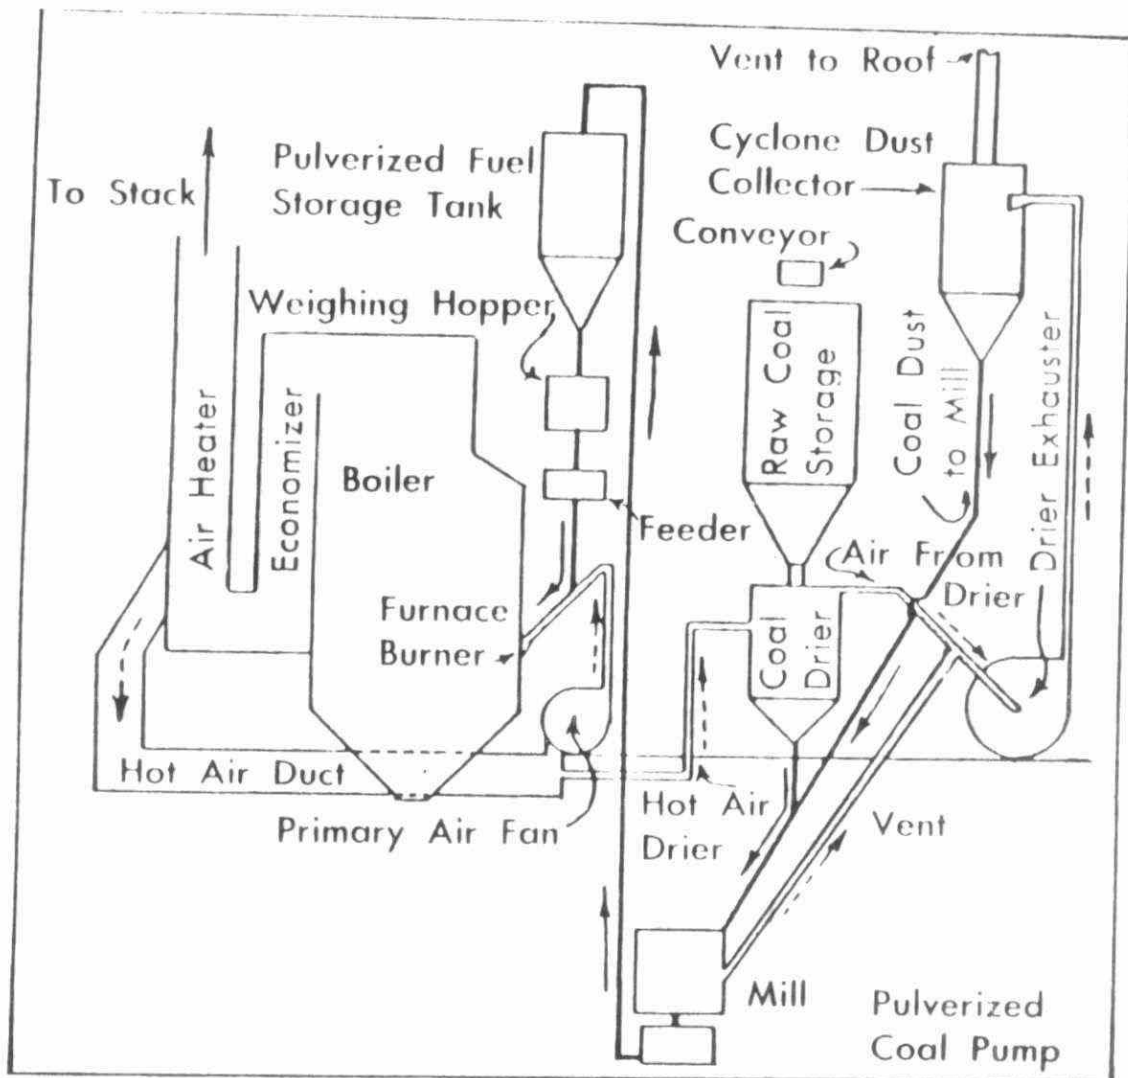 Vent to Roof
Cyclone Dust
Collector
Pulverized Fuel
Storage Tank
To Stack
Conveyor
Weighing Hopper
Raw Coal
Storage
Coal Dust
to Mill
Drier Exhauster
Air Heater
Economizer
Boiler
Feeder
Air From
Drier
Furnace
Burner
Coal
Drier
Hot Air Duct
Primary Air Fan
Hot Air
Drier
Vent
Mill
Pulverized
Coal Pump